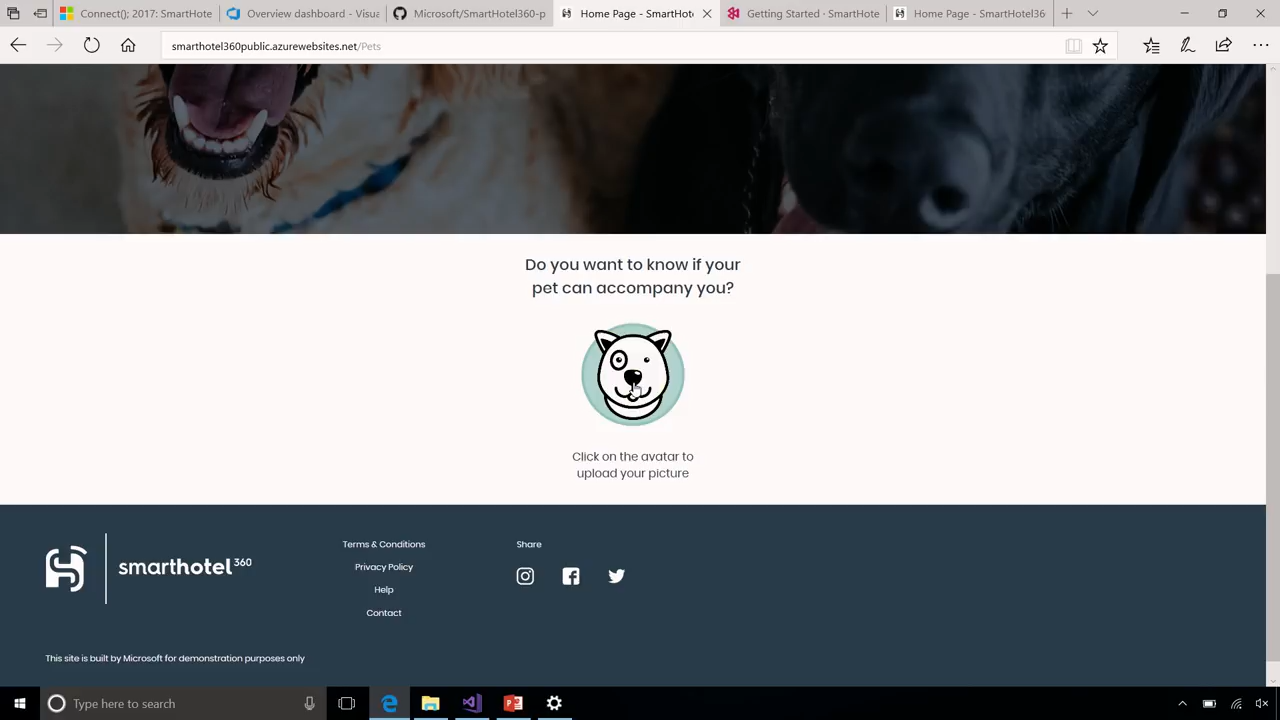 Connect(); 2017: Microsoft
Overview dashboard - Visua
Microsoft/SmartHotel360-p
Home Page - SmartHote
Getting Started - SmartHote
Home Page - SmartHotel36
smarthotel360public.azurewebsites.net/Pets
Do you want to know if your
pet can accompany you?
Click on the avatar to
upload your picture
smarthotel360
Terms & Conditions
Privacy Policy
Help
Contact
Share
This site is built by Microsoft for demonstration purposes only
Type here to search